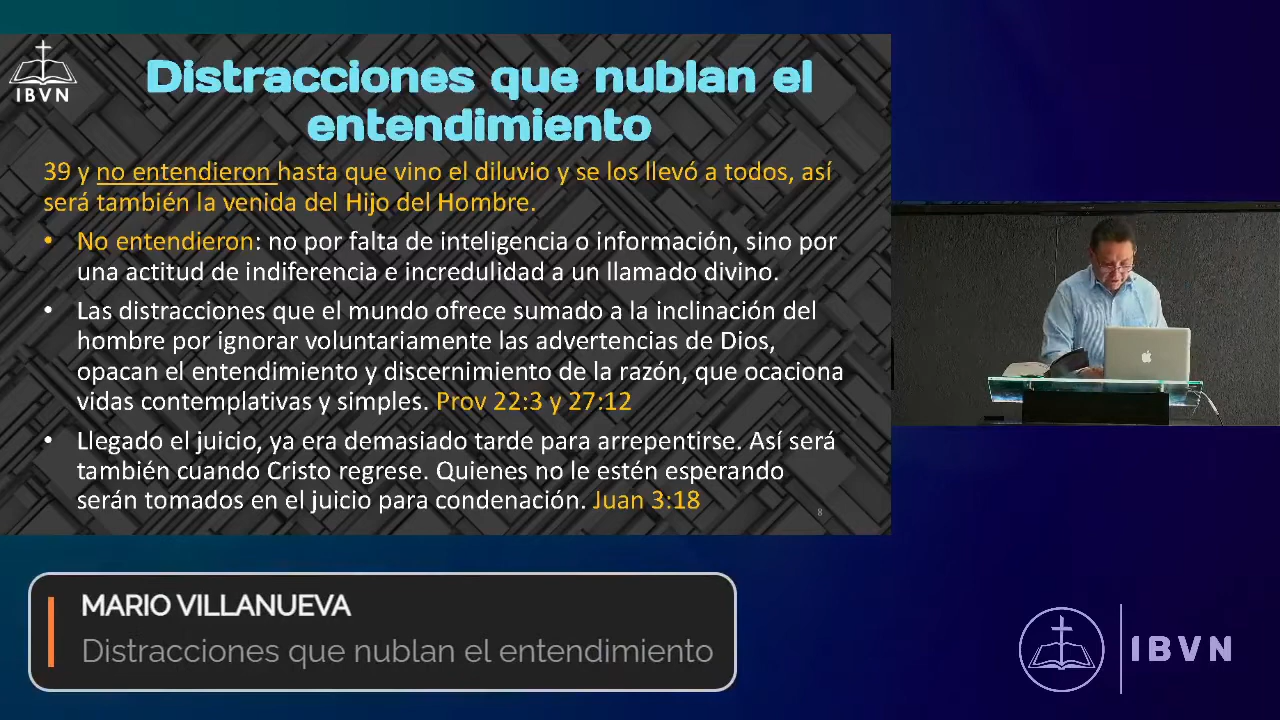 IBVN
Distracciones que nublan el
entendimiento
39 y no entendieron hasta que vino el diluvio y se los llevó a todos, así
será también la venida del Hijo del Hombre.
• No entendieron: no por falta de inteligencia o información, sino por
una actitud de indiferencia e incredulidad a un llamado divino.
• Las distracciones que el mundo ofrece sumado a la inclinación del
hombre por ignorar voluntariamente las advertencias de Dios,
opacan el entendimiento y discernimiento de la razón, que ocaciona
vidas contemplativas y simples. Prov 22:3 y 27:12
• Llegado el juicio, ya era demasiado tarde para arrepentirse. Así será
también cuando Cristo regrese. Quienes no le estén esperando
serán tomados en el juicio para condenación. Juan 3:18
8
MARIO VILLANUEVA
Distracciones que nublan el entendimiento
IBVN